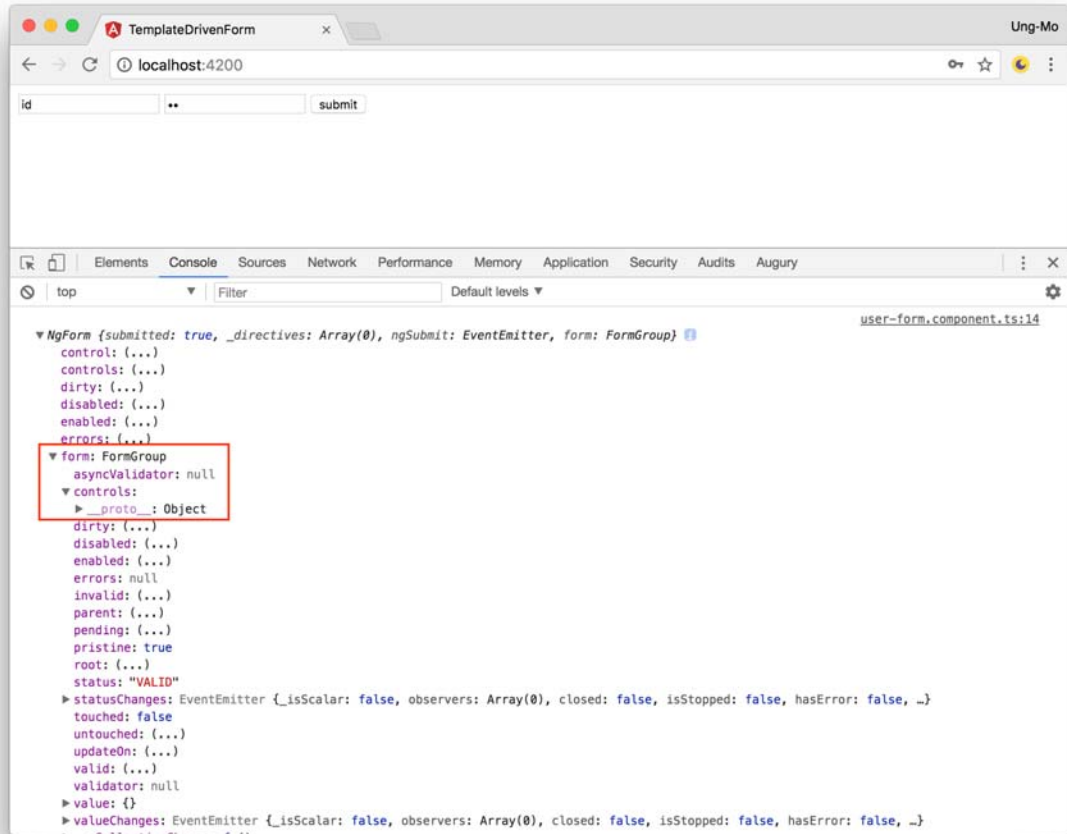 TemplateDrivenForm
Ung-Mo
localhost:4200
id
•• submit
Elements Console Sources Network Performance Memory Application Security Audits Augury
top Filter Default levels ▼
user-form.component.ts:14
▼NgForm {submitted: true, _directives: Array(0), ngSubmit: EventEmitter, form: FormGroup}
control: (...)
controls: (...)
dirty: (...)
disabled: (...)
enabled: (...)
errors: (...)
▼form: FormGroup
asyncValidator: null
▼controls:
▶__proto__: Object
dirty: (...)
disabled: (...)
enabled: (...)
errors: null
invalid: (...)
parent: (...)
pending: (...)
pristine: true
root: (...)
status: "VALID"
▶statusChanges: EventEmitter {_isScalar: false, observers: Array(0), closed: false, isStopped: false, hasError: false, …}
touched: false
untouched: (...)
updateOn: (...)
valid: (...)
validator: null
▶value: {}
▶valueChanges: EventEmitter {_isScalar: false, observers: Array(0), closed: false, isStopped: false, hasError: false, …}